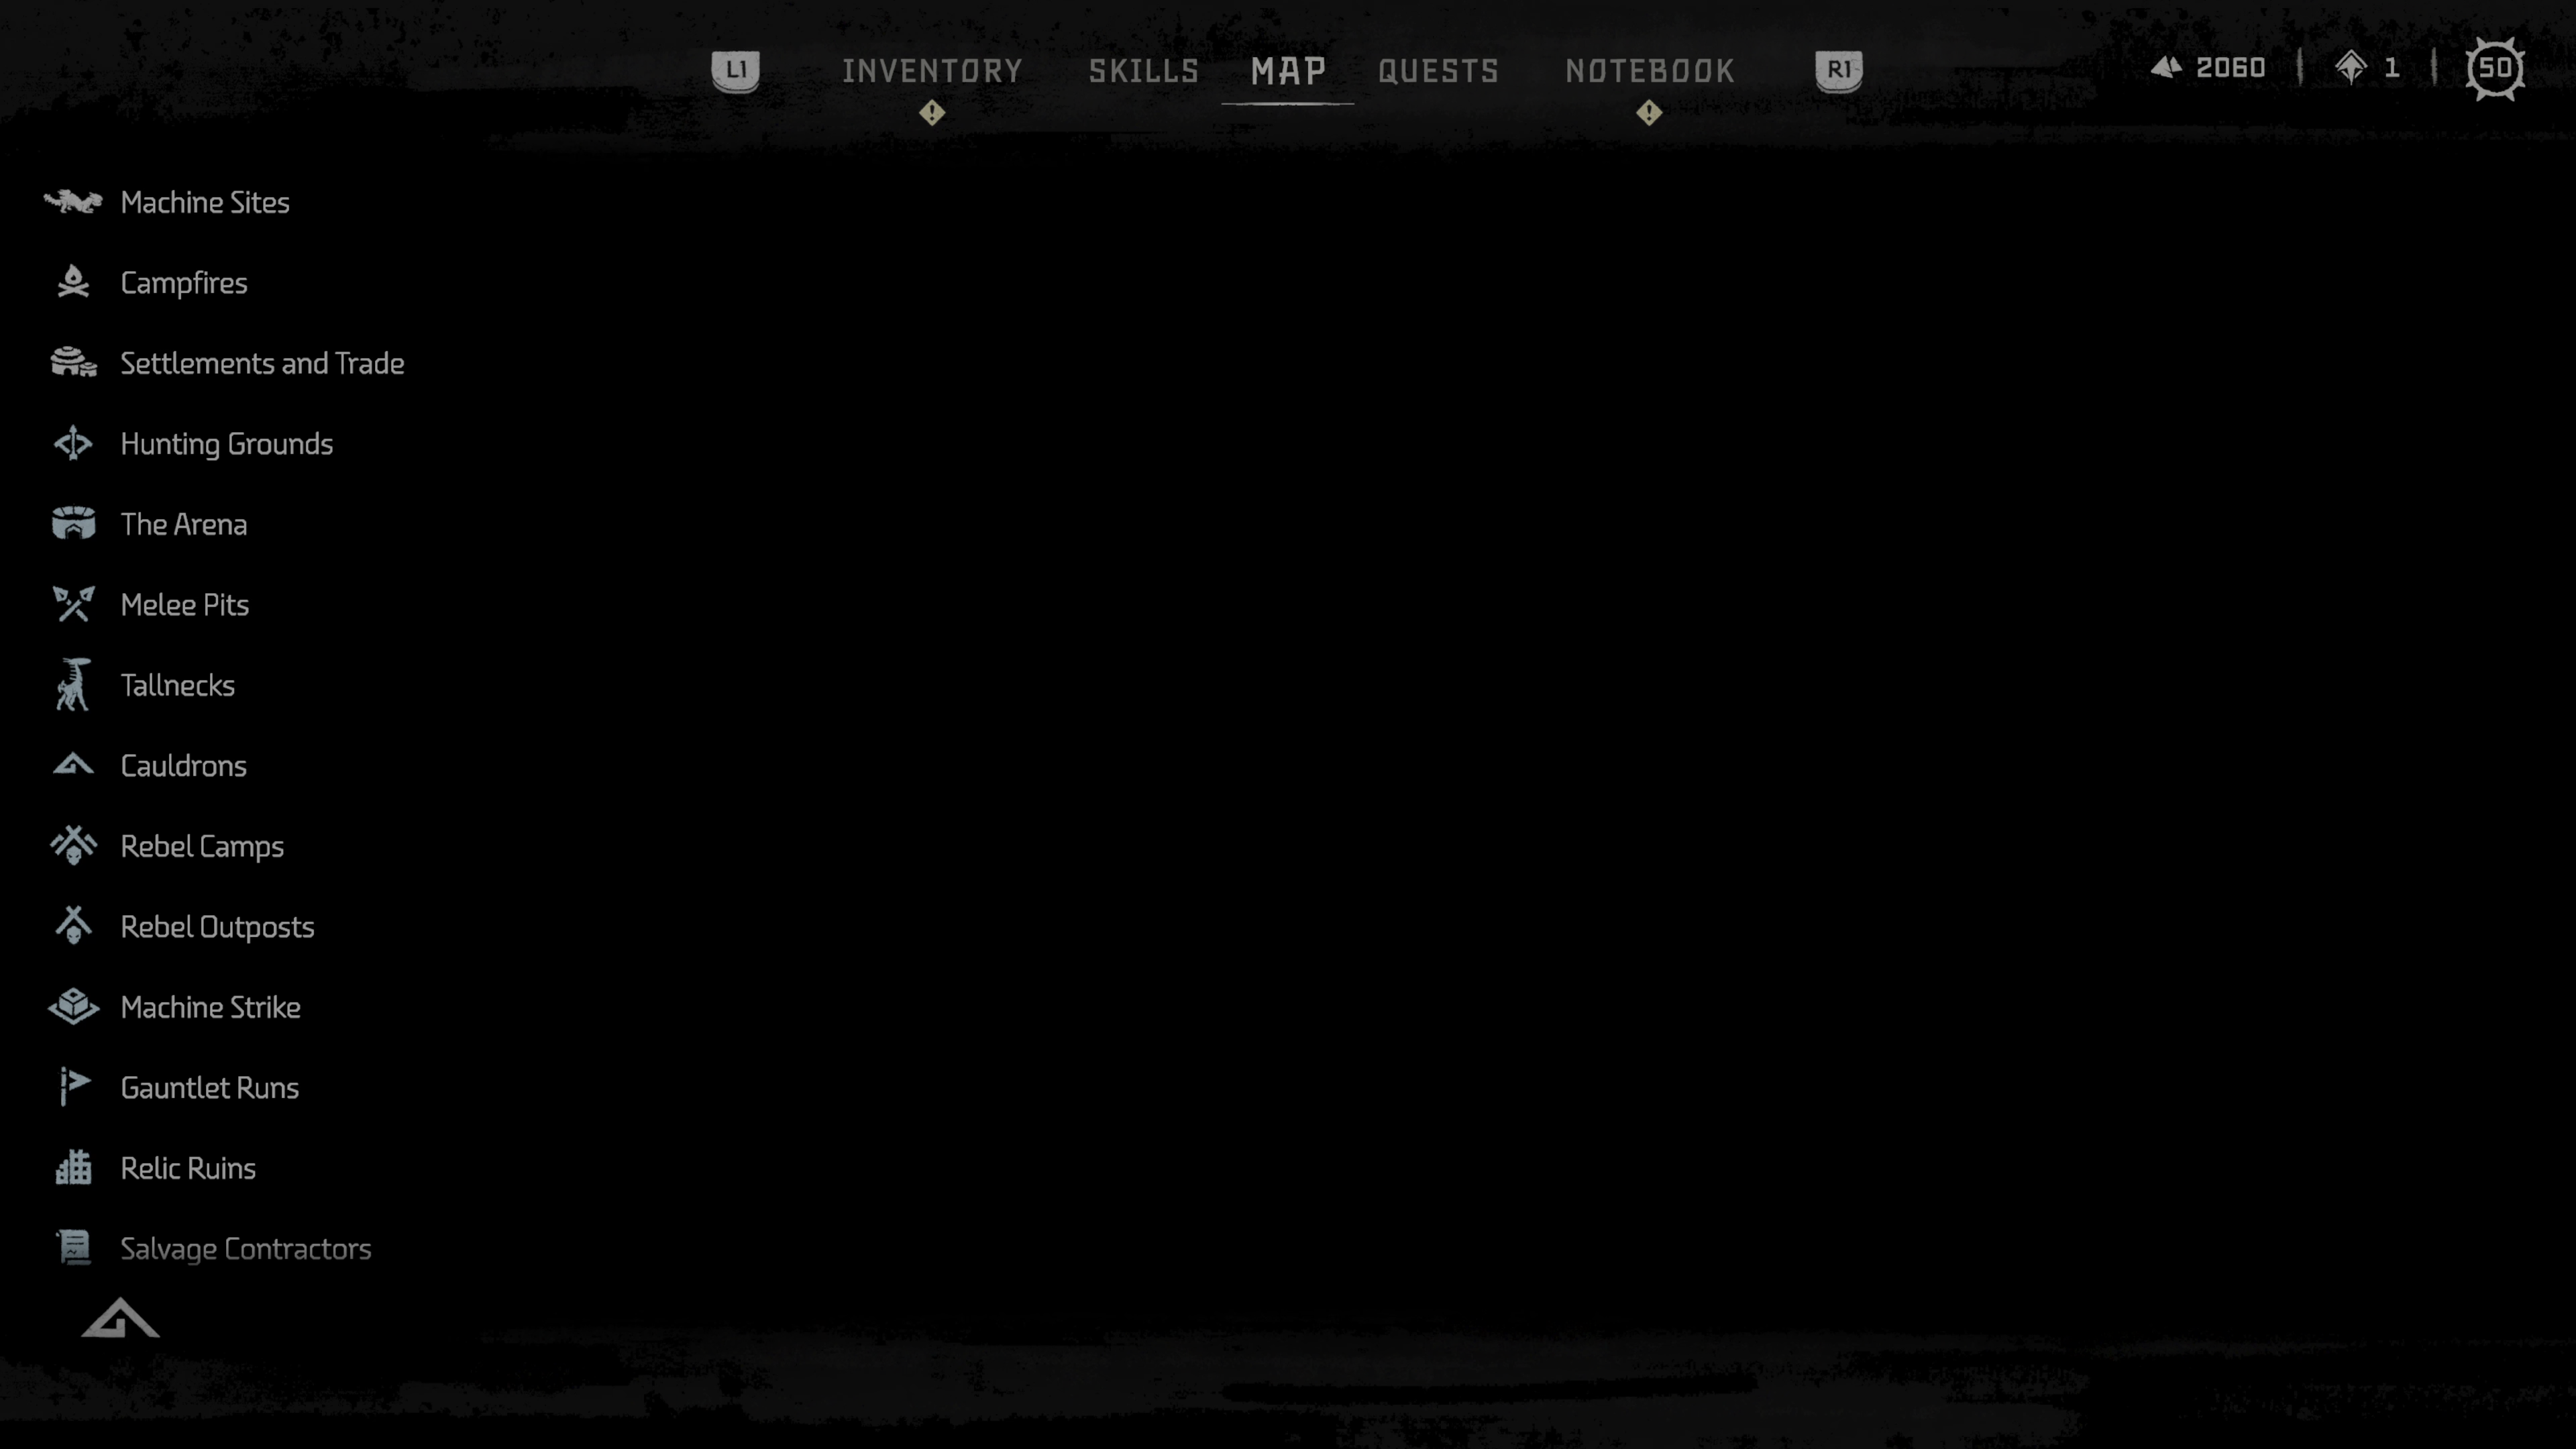 L1 INVENTORY SKILLS MAP QUESTS NOTEBOOK R1 2060 1 50
! !
Machine Sites
Campfires
Settlements and Trade
Hunting Grounds
The Arena
Melee Pits
Tallnecks
Cauldrons
Rebel Camps
Rebel Outposts
Machine Strike
Gauntlet Runs
Relic Ruins
Salvage Contractors